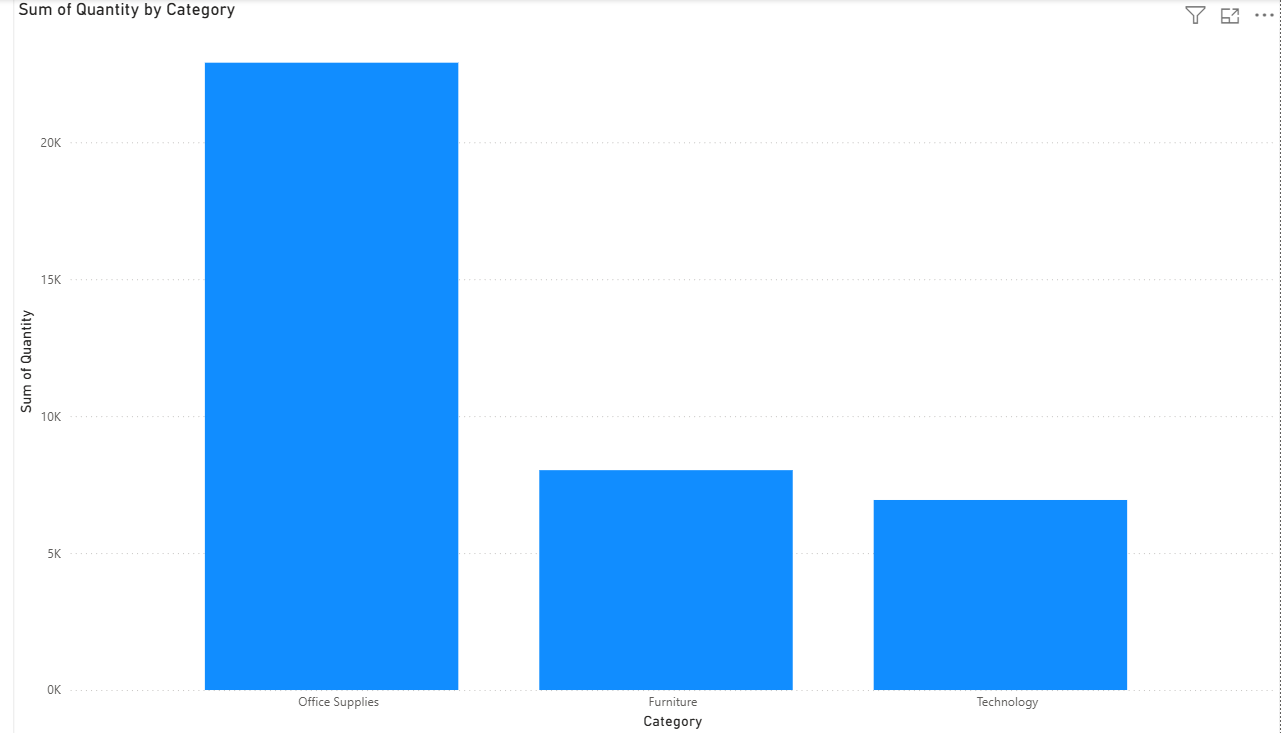 Sum of Quantity by Category
20K
15K
10K
5K
0K
Sum of Quantity
Office Supplies
Furniture
Technology
Category